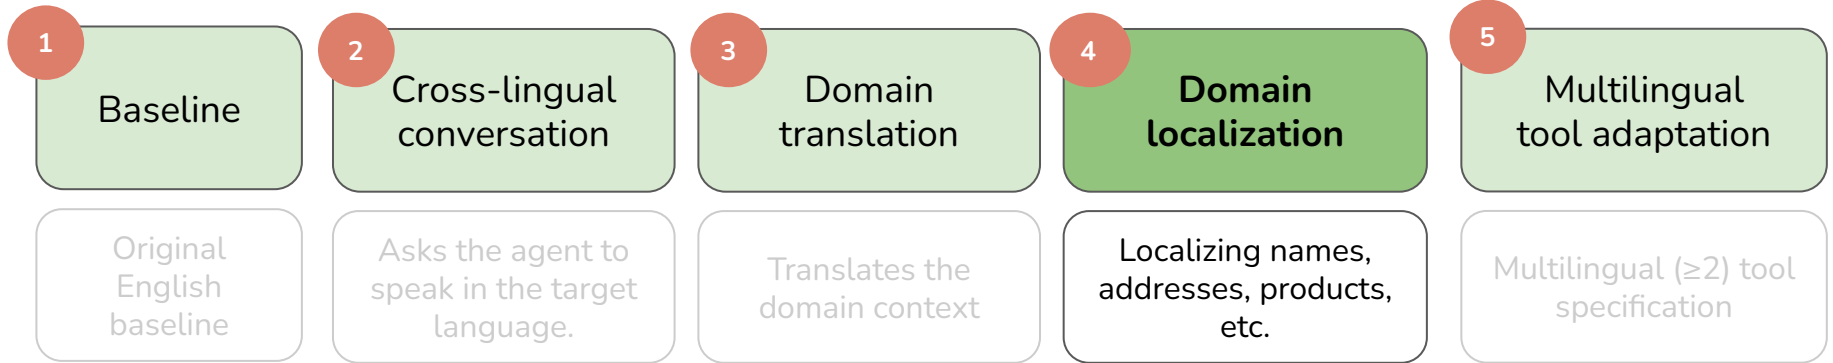 1
Baseline
Original
English
baseline
2
Cross-lingual
conversation
Asks the agent to
speak in the target
language.
3
Domain
translation
Translates the
domain context
4
Domain
localization
Localizing names,
addresses, products,
etc.
5
Multilingual
tool adaptation
Multilingual (≥2) tool
specification